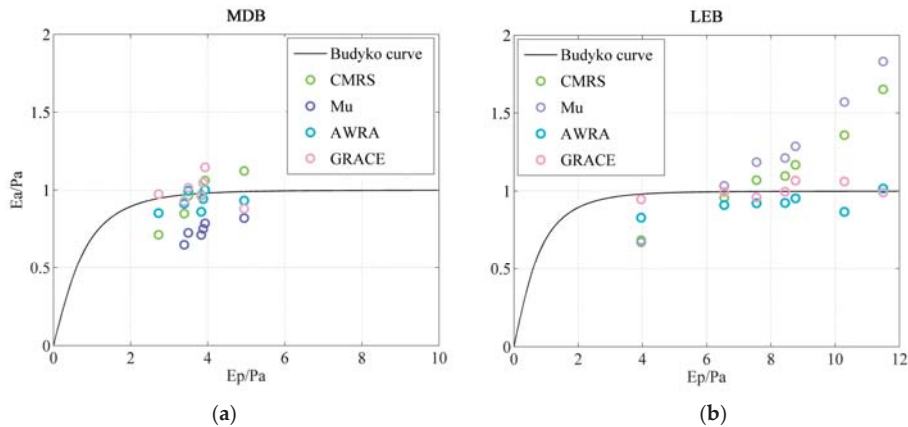 MDB
Ea/Pa
2
1.5
1
0.5
0
0
2
4
6
8
10
Ep/Pa
Budyko curve
CMRS
Mu
AWRA
GRACE
(a)
LEB
2
1.5
1
0.5
0
0
2
4
6
8
10
12
Ep/Pa
Budyko curve
CMRS
Mu
AWRA
GRACE
(b)